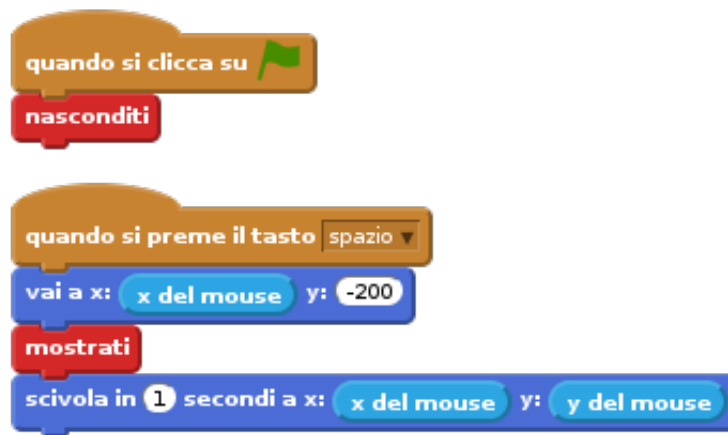 quando si clicca su
nasconditi
quando si preme il tasto spazio
vai a x: x del mouse y: -200
mostrati
scivola in 1 secondi a x: x del mouse y: y del mouse